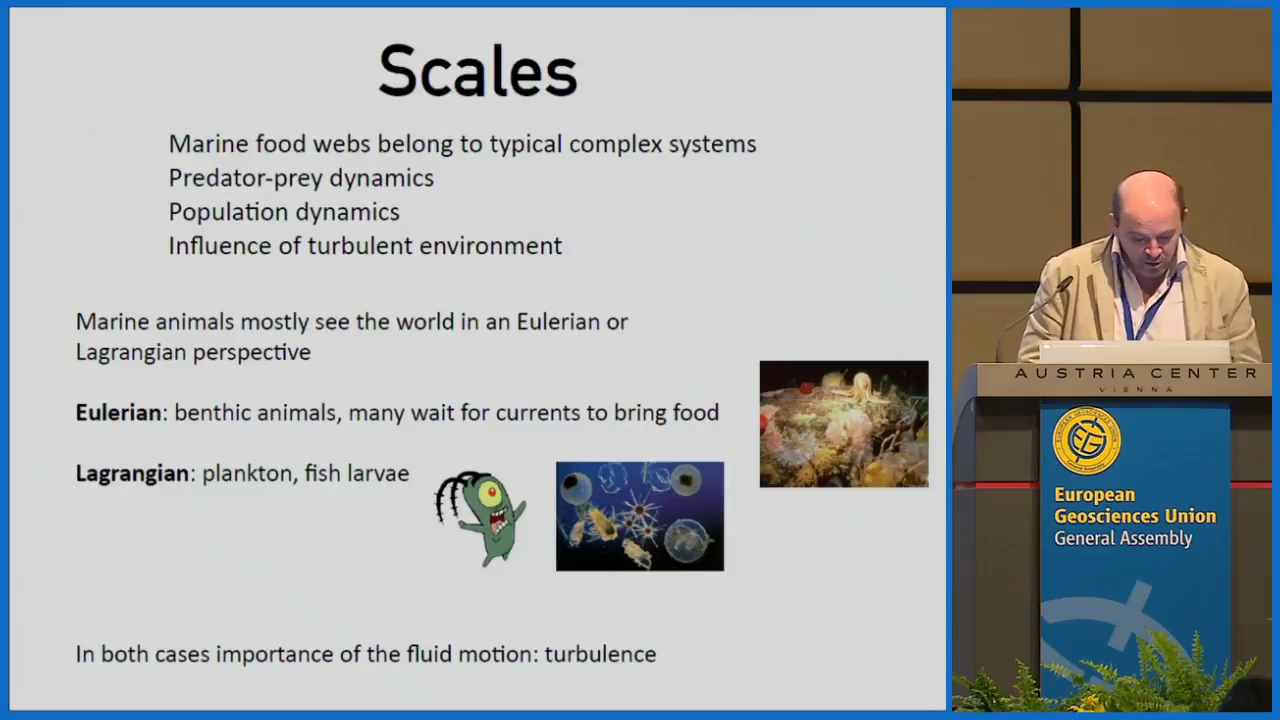 Scales
Marine food webs belong to typical complex systems
Predator-prey dynamics
Population dynamics
Influence of turbulent environment
Marine animals mostly see the world in an Eulerian or
Lagrangian perspective
Eulerian: benthic animals, many wait for currents to bring food
Lagrangian: plankton, fish larvae
In both cases importance of the fluid motion: turbulence
AUSTRIA CENTER
VIENNA
European
Geosciences Union
General Assembly